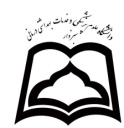 دانشگاه علوم پزشکی و خدمات بهداشتی درمانی
سبزوار